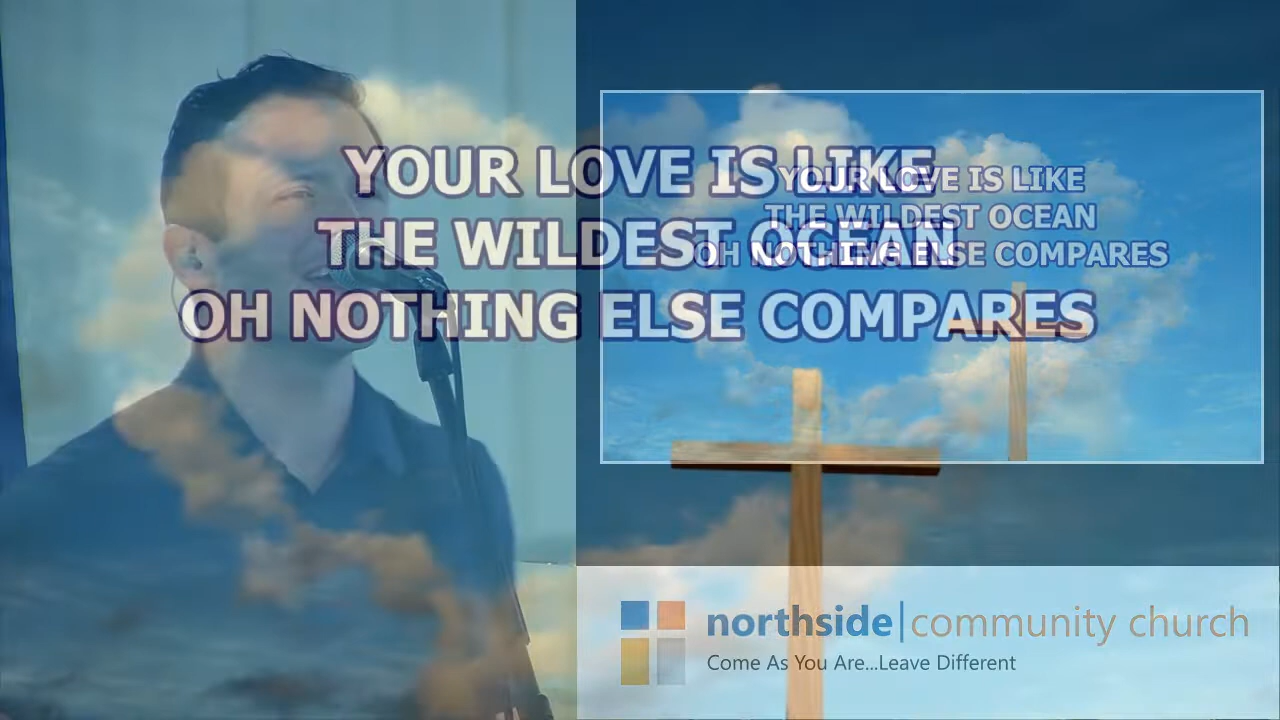 YOUR LOVE IS LIKE
THE WILDEST OCEAN
OH NOTHING ELSE COMPARES
YOUR LOVE IS LIKE
THE WILDEST OCEAN
OH NOTHING ELSE COMPARES
northside|community church
Come As You Are...Leave Different